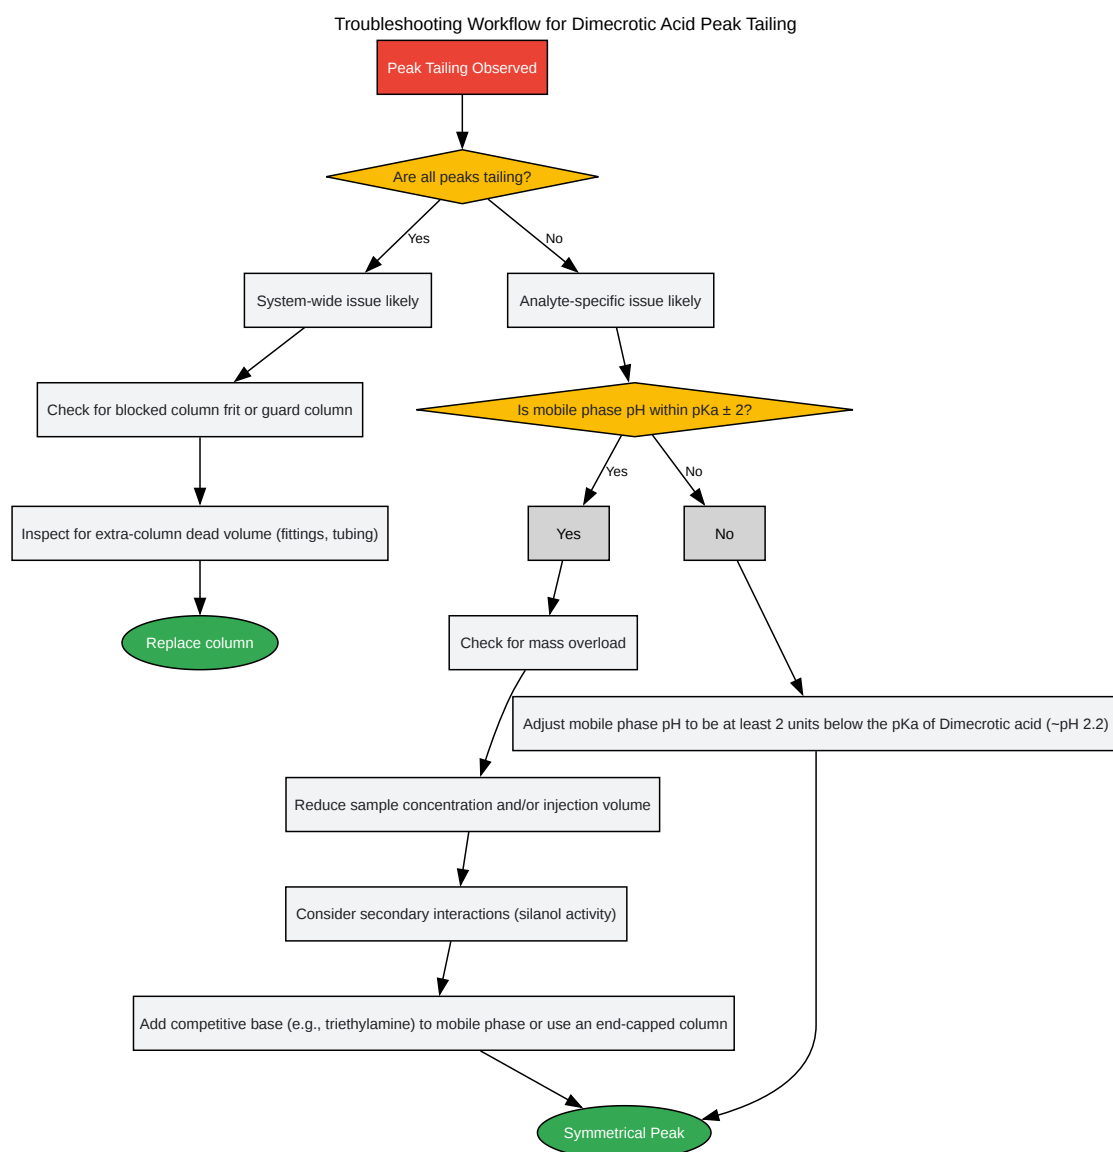 Troubleshooting Workflow for Dimecrotic Acid Peak Tailing
Peak Tailing Observed
Are all peaks tailing?
Yes
No
System-wide issue likely
Analyte-specific issue likely
Check for blocked column frit or guard column
Is mobile phase pH within pKa ± 2?
Yes
No
Inspect for extra-column dead volume (fittings, tubing)
Yes
No
Replace column
Check for mass overload
Adjust mobile phase pH to be at least 2 units below the pKa of Dimecrotic acid (~pH 2.2)
Reduce sample concentration and/or injection volume
Consider secondary interactions (silanol activity)
Add competitive base (e.g., triethylamine) to mobile phase or use an end-capped column
Symmetrical Peak